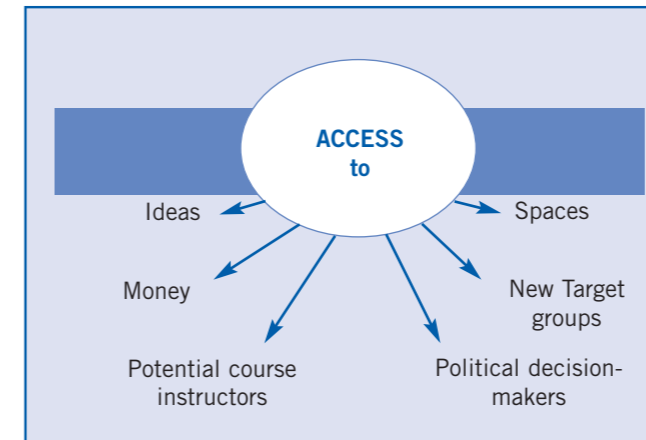 ACCESS
to
Ideas
Spaces
Money
New Target
groups
Potential course
instructors
Political decision-
makers